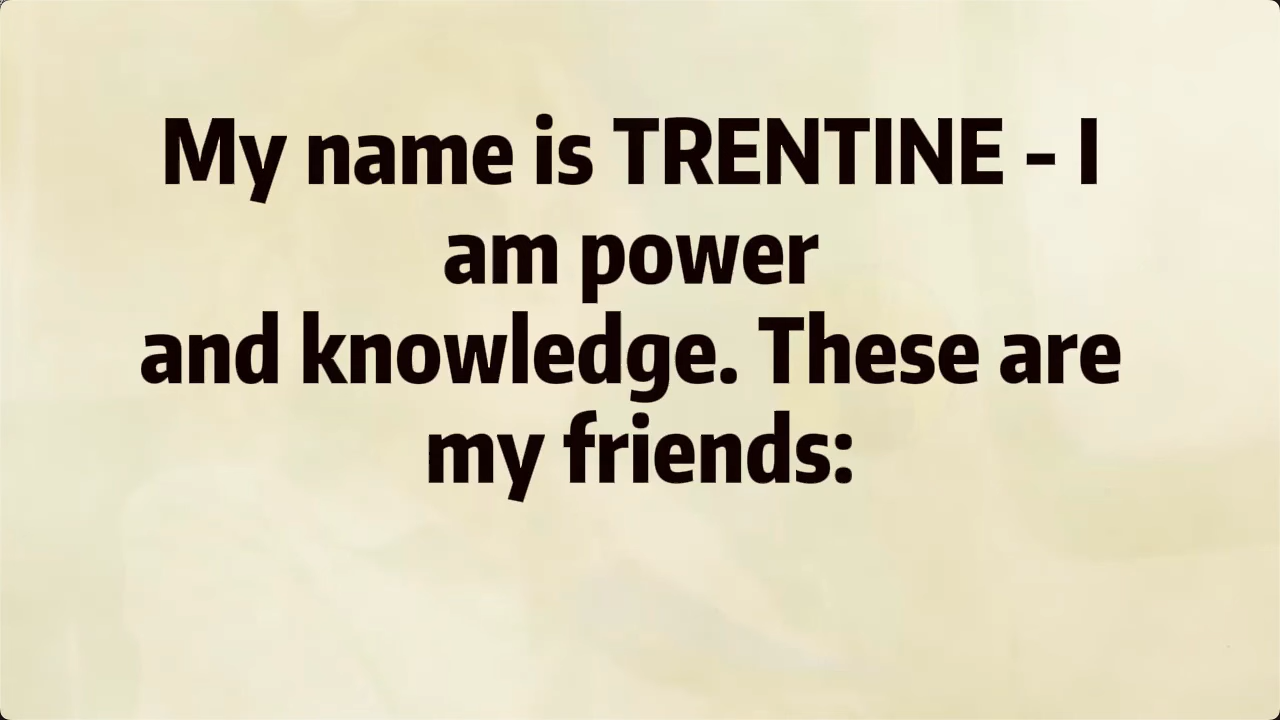 My name is TRENTINE - I
am power
and knowledge. These are
my friends: